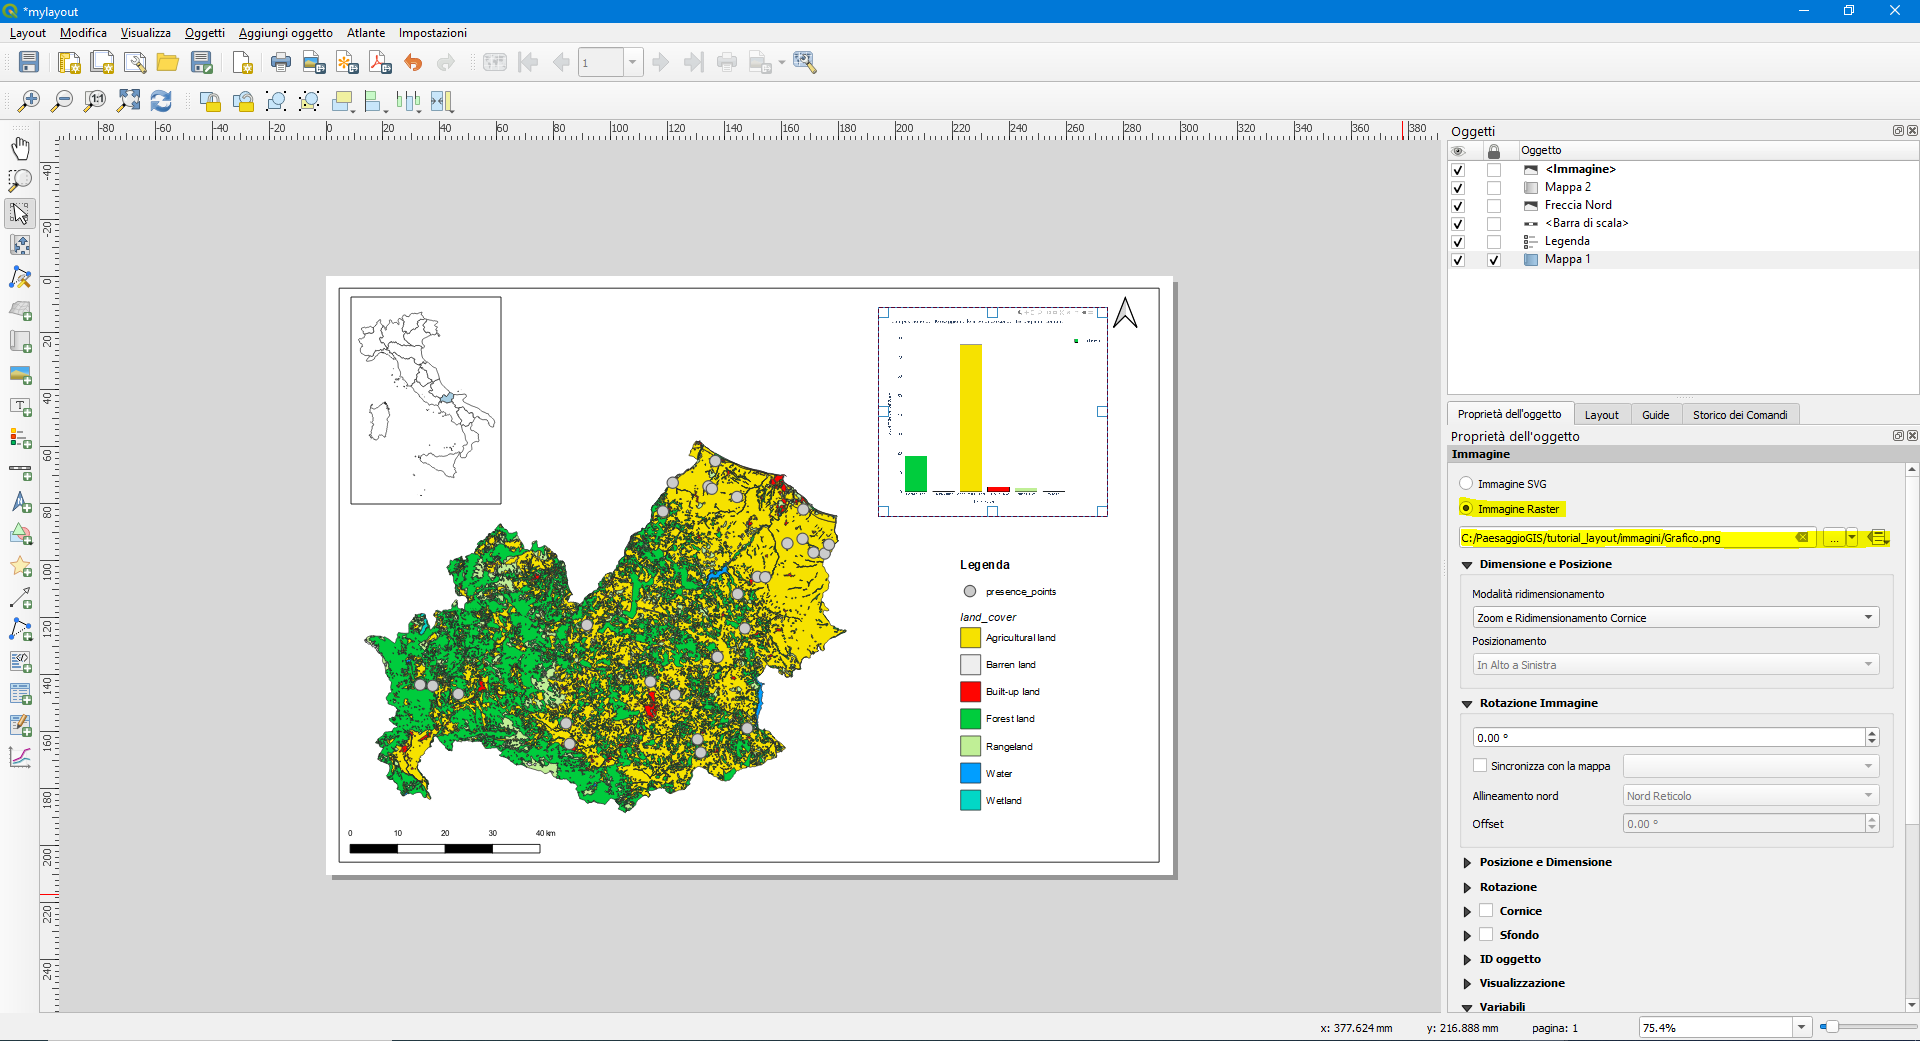 *mylayout
Layout Modifica Visualizza Oggetti Aggiungi oggetto Atlante Impostazioni
1
1:1
-80 -60 -40 -20 0 20 40 60 80 100 120 140 160 180 200 220 240 260 280 300 320 340 360 380
-40
-20
0
20
40
60
80
100
120
140
160
180
200
220
240
Legenda
presence_points
land_cover
Agricultural land
Barren land
Built-up land
Forest land
Rangeland
Water
Wetland
0 10 20 30 40 km
Oggetti
Oggetto
<Immagine>
Mappa 2
Freccia Nord
<Barra di scala>
Legenda
Mappa 1
Proprietà dell'oggetto Layout Guide Storico dei Comandi
Proprietà dell'oggetto
Immagine
Immagine SVG
Immagine Raster
C:/PaesaggioGIS/tutorial_layout/immagini/Grafico.png ...
Dimensione e Posizione
Modalità ridimensionamento
Zoom e Ridimensionamento Cornice
Posizionamento
In Alto a Sinistra
Rotazione Immagine
0.00 °
Sincronizza con la mappa
Allineamento nord Nord Reticolo
Offset 0.00 °
Posizione e Dimensione
Rotazione
Cornice
Sfondo
ID oggetto
Visualizzazione
Variabili
x: 377.624 mm y: 216.888 mm pagina: 1 75.4%